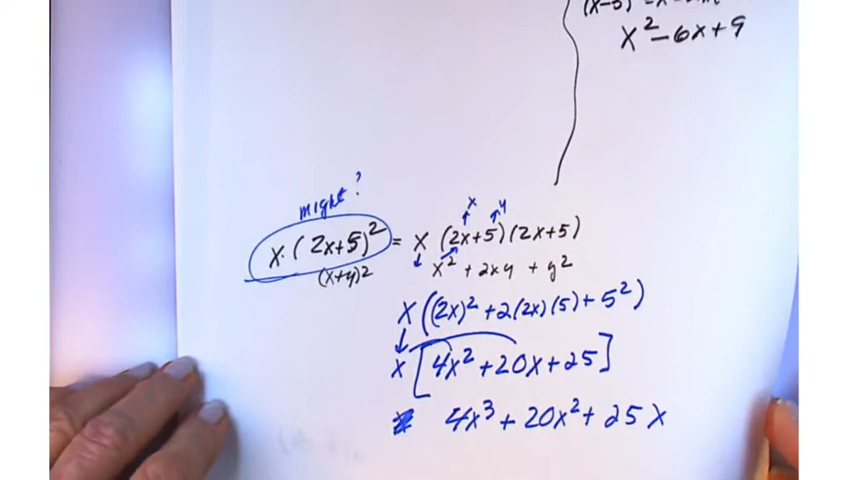 x² – 6x + 9
might?
x·(2x+5)² = x (2x+5)(2x+5)
x y
(x+y)² x² + 2xy + y²
x((2x)² + 2(2x)(5) + 5²)
x[4x² + 20x + 25]
4x³ + 20x² + 25x